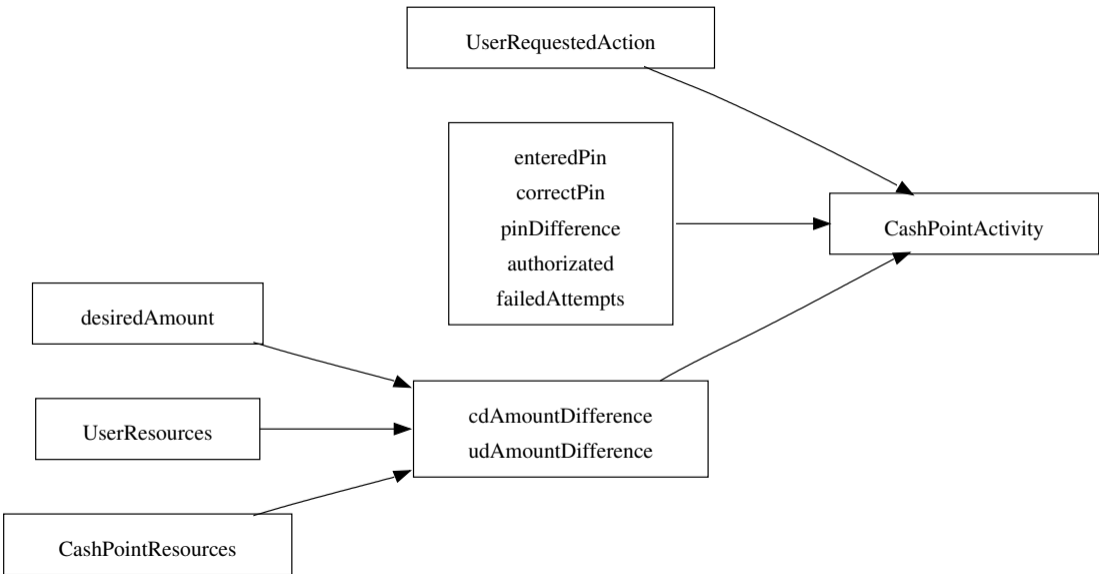 UserRequestedAction
enteredPin
correctPin
pinDifference
authorizated
failedAttempts
CashPointActivity
desiredAmount
UserResources
cdAmountDifference
udAmountDifference
CashPointResources